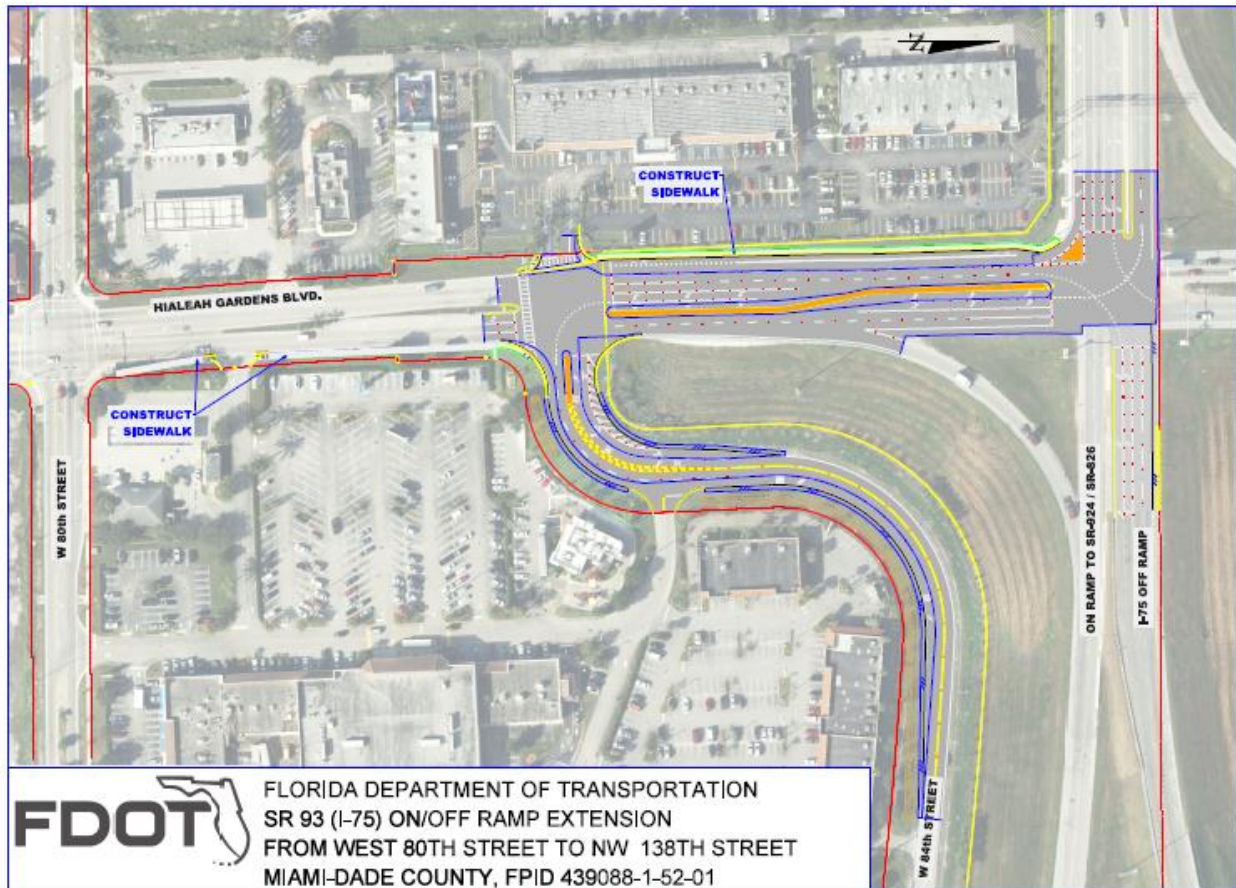 N
CONSTRUCT
SIDEWALK
HIALEAH GARDENS BLVD.
CONSTRUCT
SIDEWALK
W 80th STREET
ON RAMP TO SR-924 / SR-826
I-75 OFF RAMP
W 84th STREET
FDOT
FLORIDA DEPARTMENT OF TRANSPORTATION
SR 93 (I-75) ON/OFF RAMP EXTENSION
FROM WEST 80TH STREET TO NW 138TH STREET
MIAMI-DADE COUNTY, FPID 439088-1-52-01